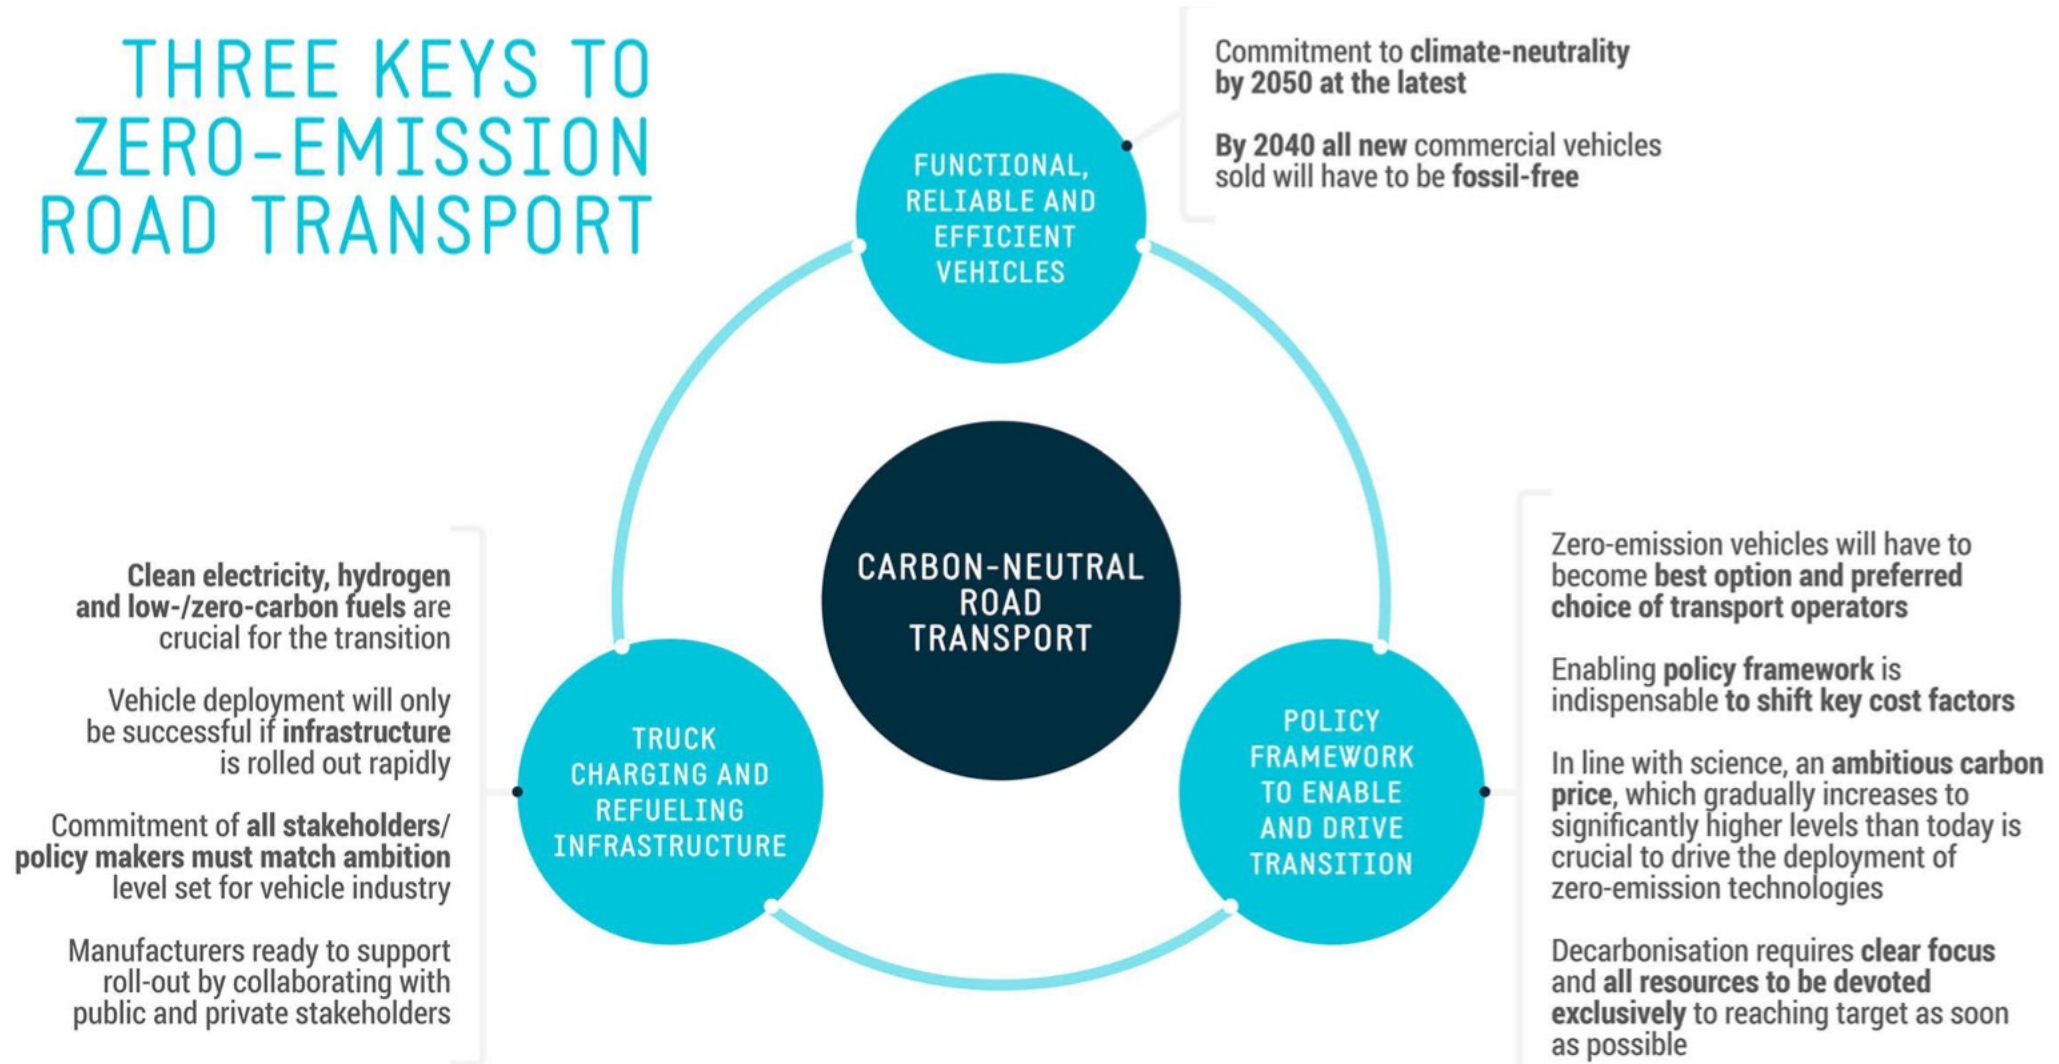 THREE KEYS TO
ZERO-EMISSION
ROAD TRANSPORT
FUNCTIONAL,
RELIABLE AND
EFFICIENT
VEHICLES
Commitment to climate-neutrality
by 2050 at the latest
By 2040 all new commercial vehicles
sold will have to be fossil-free
CARBON-NEUTRAL
ROAD
TRANSPORT
Clean electricity, hydrogen
and low-/zero-carbon fuels are
crucial for the transition
Vehicle deployment will only
be successful if infrastructure
is rolled out rapidly
Commitment of all stakeholders/
policy makers must match ambition
level set for vehicle industry
Manufacturers ready to support
roll-out by collaborating with
public and private stakeholders
TRUCK
CHARGING AND
REFUELING
INFRASTRUCTURE
POLICY
FRAMEWORK
TO ENABLE
AND DRIVE
TRANSITION
Zero-emission vehicles will have to
become best option and preferred
choice of transport operators
Enabling policy framework is
indispensable to shift key cost factors
In line with science, an ambitious carbon
price, which gradually increases to
significantly higher levels than today is
crucial to drive the deployment of
zero-emission technologies
Decarbonisation requires clear focus
and all resources to be devoted
exclusively to reaching target as soon
as possible